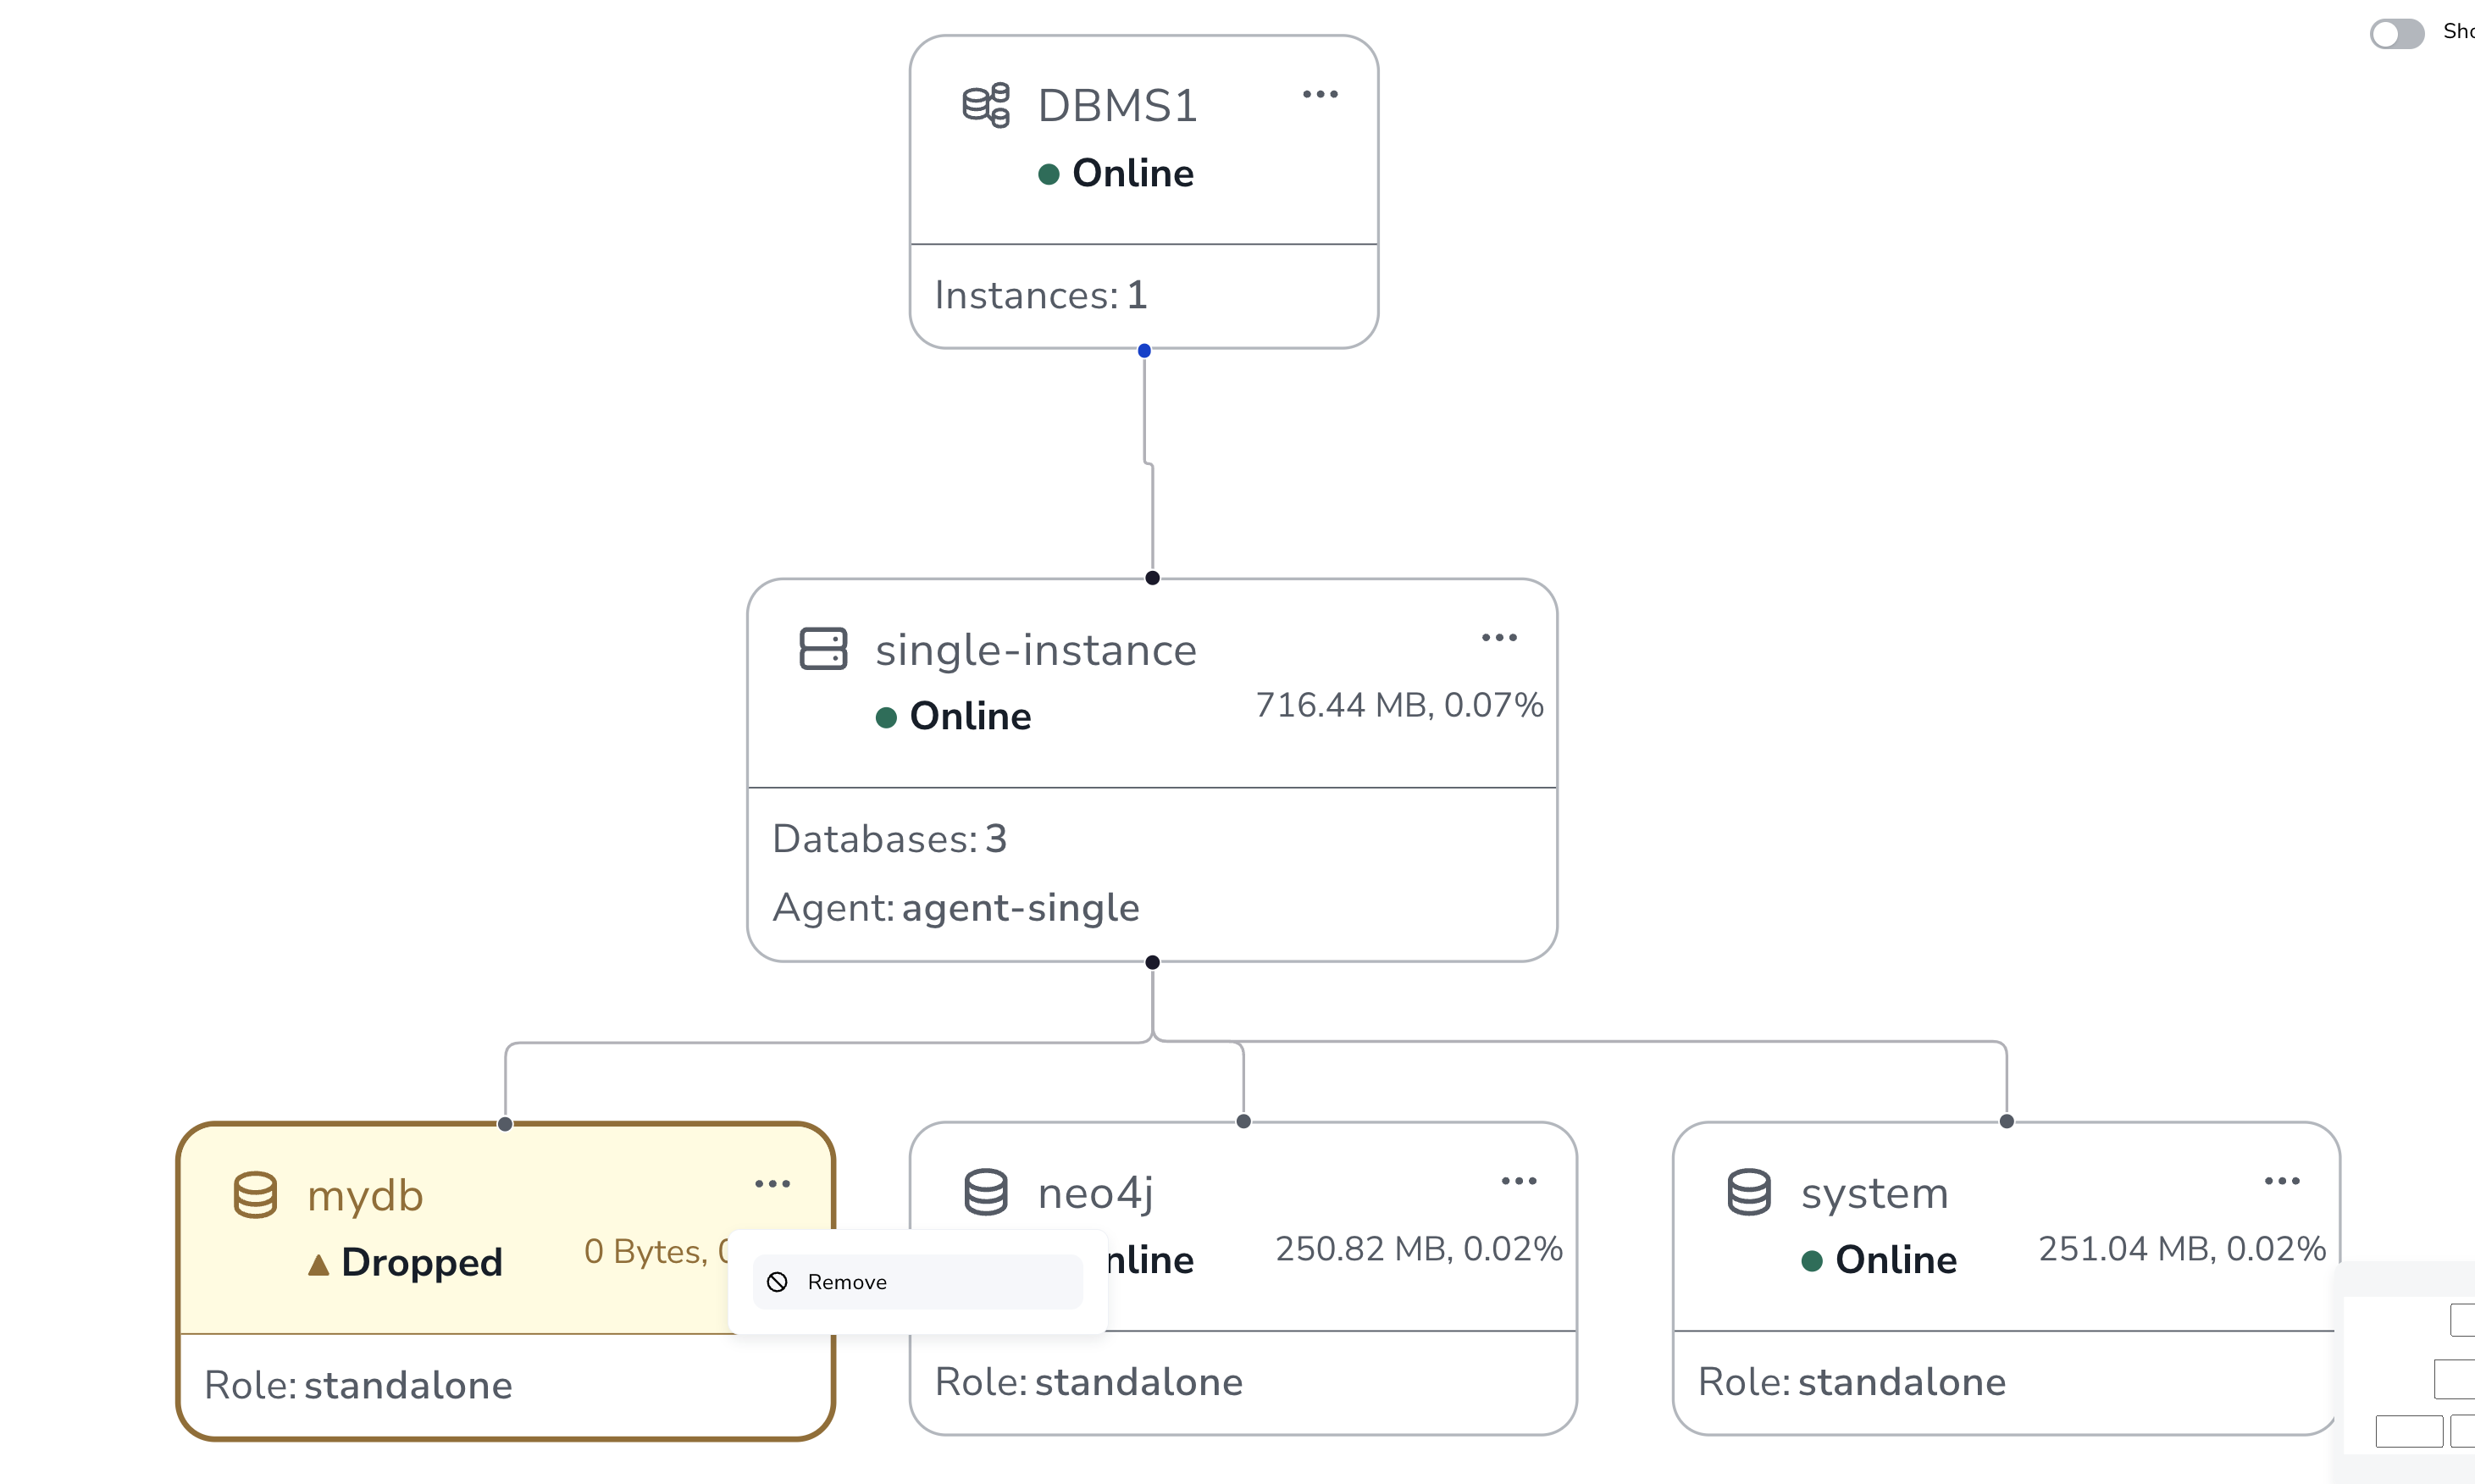 Sho
DBMS1
Online
Instances: 1
single-instance
Online
716.44 MB, 0.07%
Databases: 3
Agent: agent-single
mydb
Dropped
0 Bytes,
Remove
Role: standalone
neo4j
nline
250.82 MB, 0.02%
Role: standalone
system
Online
251.04 MB, 0.02%
Role: standalone